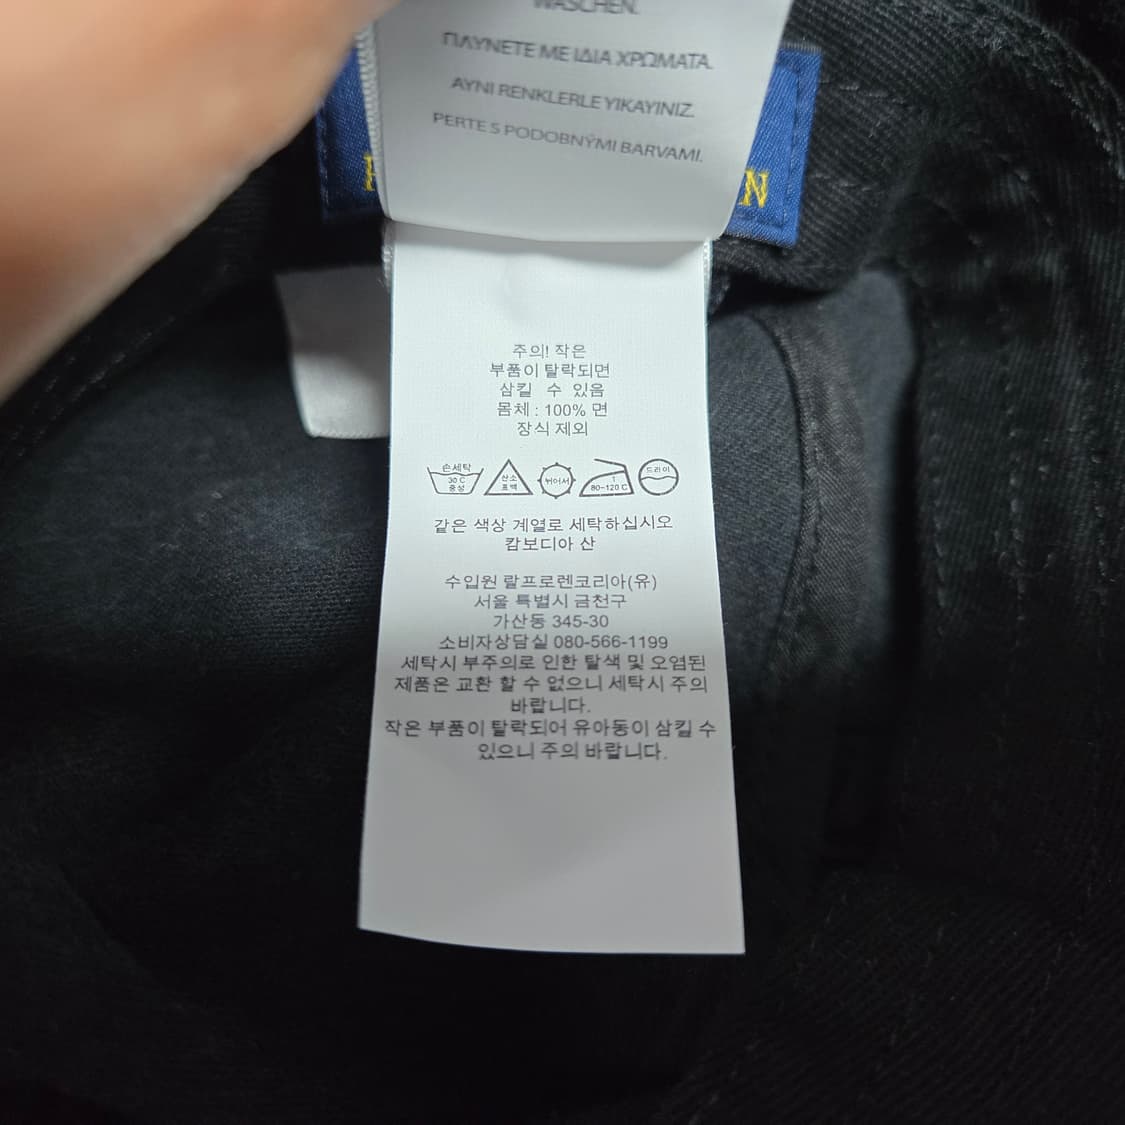 WASCHEN.
ΠΛΥΝΕΤΕ ΜΕ ΙΔΙΑ ΧΡΩΜΑΤΑ.
AYNI RENKLERLE YIKAYINIZ.
PERTE S PODOBNÝMI BARVAMI.
N
주의! 작은
부품이 탈락되면
삼킬 수 있음
몸체 : 100% 면
장식 제외
손세탁
30 C
중성
산소
표백
뉘어서
1
80~120 C
드라이
같은 색상 계열로 세탁하십시오
캄보디아 산
수입원 랄프로렌코리아(유)
서울 특별시 금천구
가산동 345-30
소비자상담실 080-566-1199
세탁시 부주의로 인한 탈색 및 오염된
제품은 교환 할 수 없으니 세탁시 주의
바랍니다.
작은 부품이 탈락되어 유아동이 삼킬 수
있으니 주의 바랍니다.